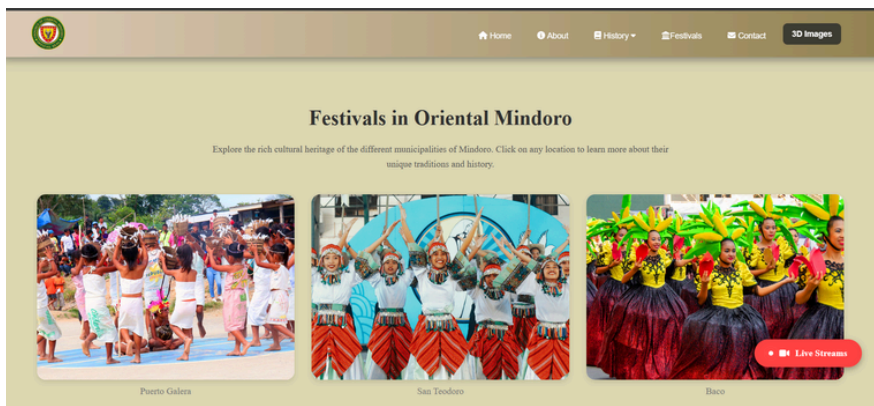 Home About History Festivals Contact 3D Images
Festivals in Oriental Mindoro
Explore the rich cultural heritage of the different municipalities of Mindoro. Click on any location to learn more about their
unique traditions and history.
Live Streams
Puerto Galera San Teodoro Baco